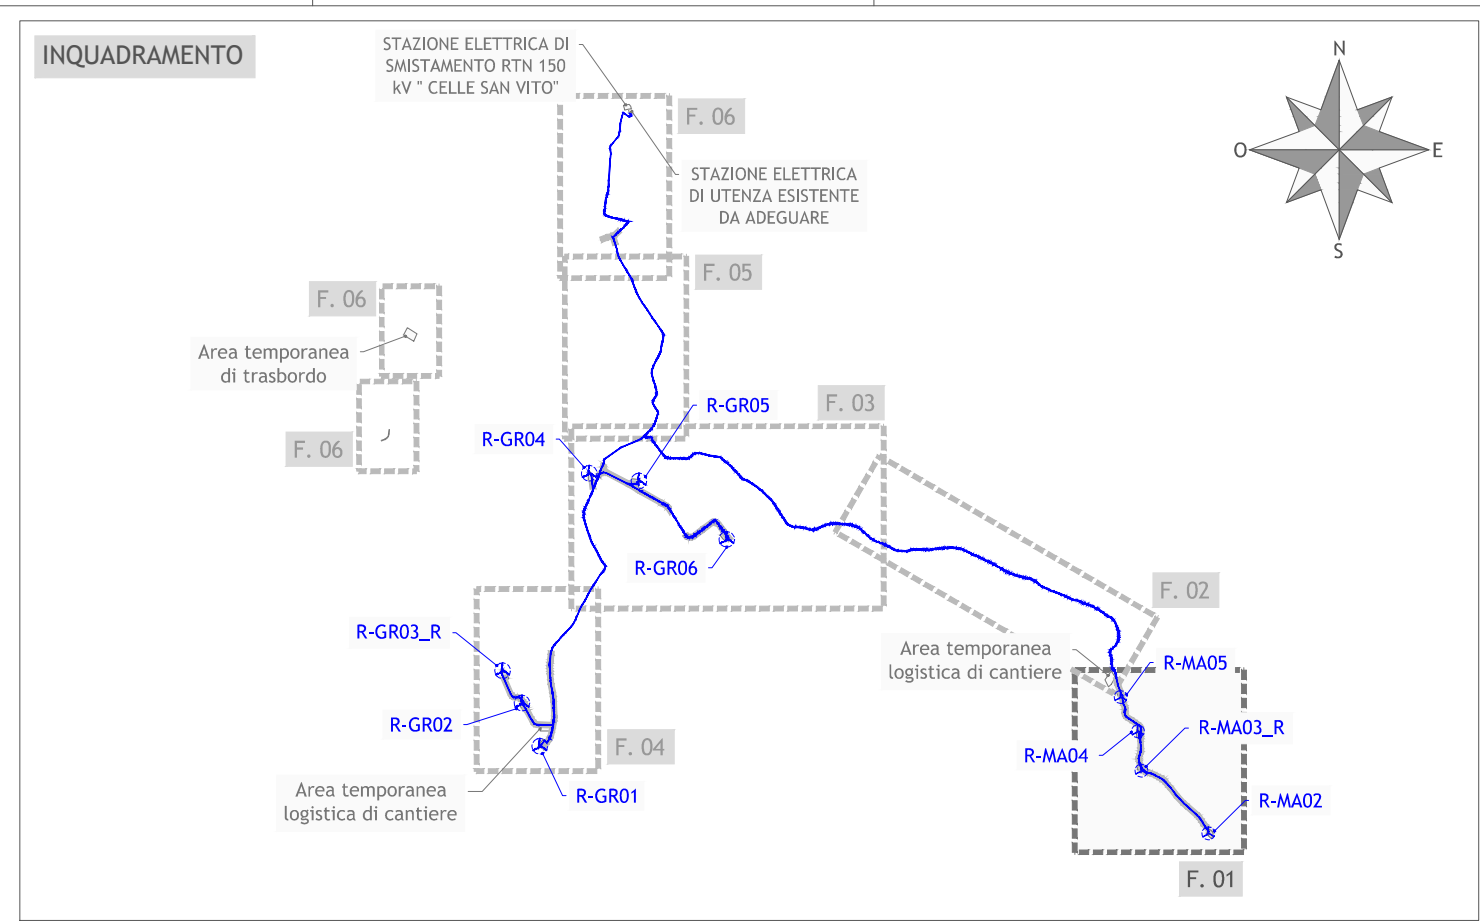 INQUADRAMENTO
STAZIONE ELETTRICA DI
SMISTAMENTO RTN 150
kV " CELLE SAN VITO"
N
O
E
S
F. 06
STAZIONE ELETTRICA
DI UTENZA ESISTENTE
DA ADEGUARE
F. 05
F. 06
Area temporanea
di trasbordo
F. 06
R-GR05
F. 03
R-GR04
R-GR06
F. 02
R-GR03_R
Area temporanea
logistica di cantiere
R-MA05
R-GR02
R-MA03_R
F. 04
R-MA04
Area temporanea
logistica di cantiere
R-GR01
R-MA02
F. 01